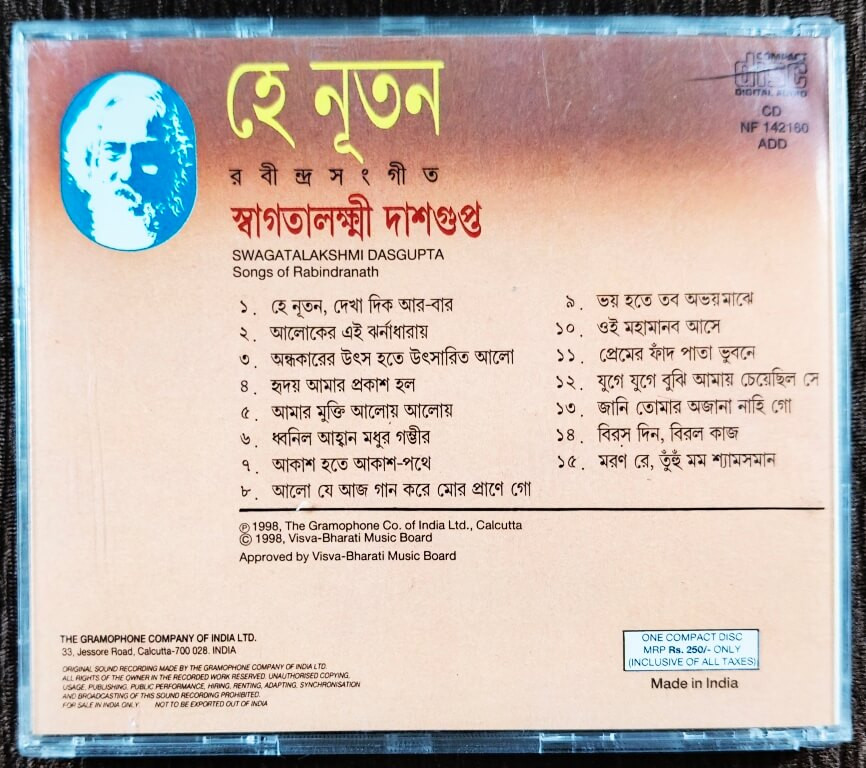 হে নূতন
COMPACT
disc
DIGITAL AUDIO
CD
NF 142160
ADD
রবীন্দ্রসংগীত
স্বাগতালক্ষ্মী দাশগুপ্ত
SWAGATALAKSHMI DASGUPTA
Songs of Rabindranath
১. হে নূতন, দেখা দিক আর-বার
২. আলোকের এই ঝর্নাধারায়
৩. অন্ধকারের উৎস হতে উৎসারিত আলো
৪. হৃদয় আমার প্রকাশ হল
৫. আমার মুক্তি আলোয় আলোয়
৬. ধ্বনিল আহ্বান মধুর গম্ভীর
৭. আকাশ হতে আকাশ-পথে
৮. আলো যে আজ গান করে মোর প্রাণে গো
৯. ভয় হতে তব অভয়মাঝে
১০. ওই মহামানব আসে
১১. প্রেমের ফাঁদ পাতা ভুবনে
১২. যুগে যুগে বুঝি আমায় চেয়েছিল সে
১৩. জানি তোমার অজানা নাহি গো
১৪. বিরস দিন, বিরল কাজ
১৫. মরণ রে, তুঁহুঁ মম শ্যামসমান
℗ 1998, The Gramophone Co. of India Ltd., Calcutta
© 1998, Visva-Bharati Music Board
Approved by Visva-Bharati Music Board
THE GRAMOPHONE COMPANY OF INDIA LTD.
33, Jessore Road, Calcutta-700 028. INDIA
ORIGINAL SOUND RECORDING MADE BY THE GRAMOPHONE COMPANY OF INDIA LTD.
ALL RIGHTS OF THE OWNER IN THE RECORDED WORK RESERVED. UNAUTHORISED COPYING,
USAGE, PUBLISHING, PUBLIC PERFORMANCE, HIRING, RENTING, ADAPTING, SYNCHRONISATION
AND BROADCASTING OF THIS SOUND RECORDING PROHIBITED.
FOR SALE IN INDIA ONLY. NOT TO BE EXPORTED OUT OF INDIA
ONE COMPACT DISC
MRP Rs. 250/- ONLY
(INCLUSIVE OF ALL TAXES)
Made in India